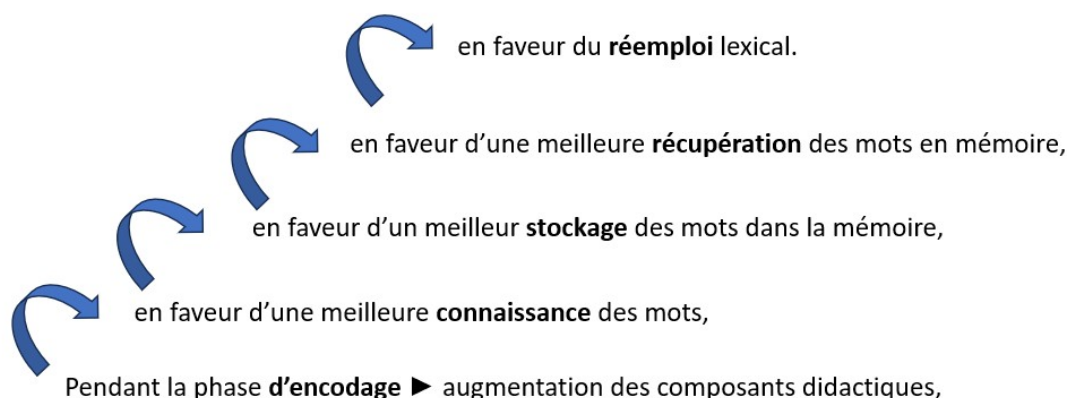 en faveur du réemploi lexical.
en faveur d’une meilleure récupération des mots en mémoire,
en faveur d’un meilleur stockage des mots dans la mémoire,
en faveur d’une meilleure connaissance des mots,
Pendant la phase d’encodage ► augmentation des composants didactiques,